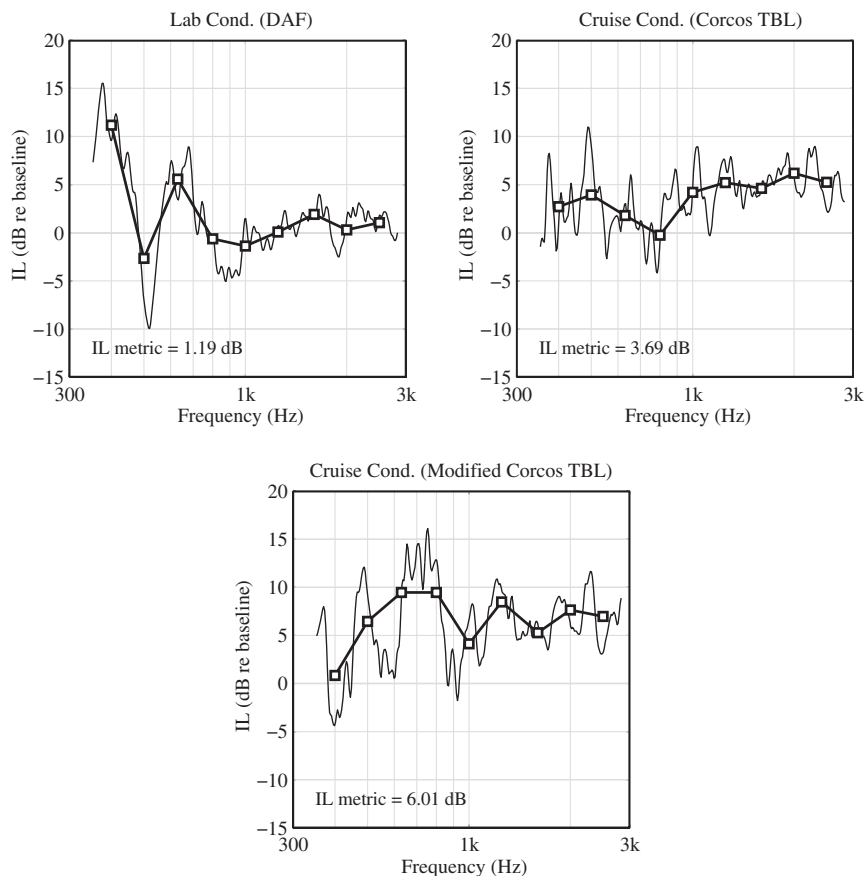 Lab Cond. (DAF)
20
15
10
5
0
−5
−10
−15
IL (dB re baseline)
IL metric = 1.19 dB
300
1k
3k
Frequency (Hz)
Cruise Cond. (Corcos TBL)
20
15
10
5
0
−5
−10
−15
IL (dB re baseline)
IL metric = 3.69 dB
300
1k
3k
Frequency (Hz)
Cruise Cond. (Modified Corcos TBL)
20
15
10
5
0
−5
−10
−15
IL (dB re baseline)
IL metric = 6.01 dB
300
1k
3k
Frequency (Hz)